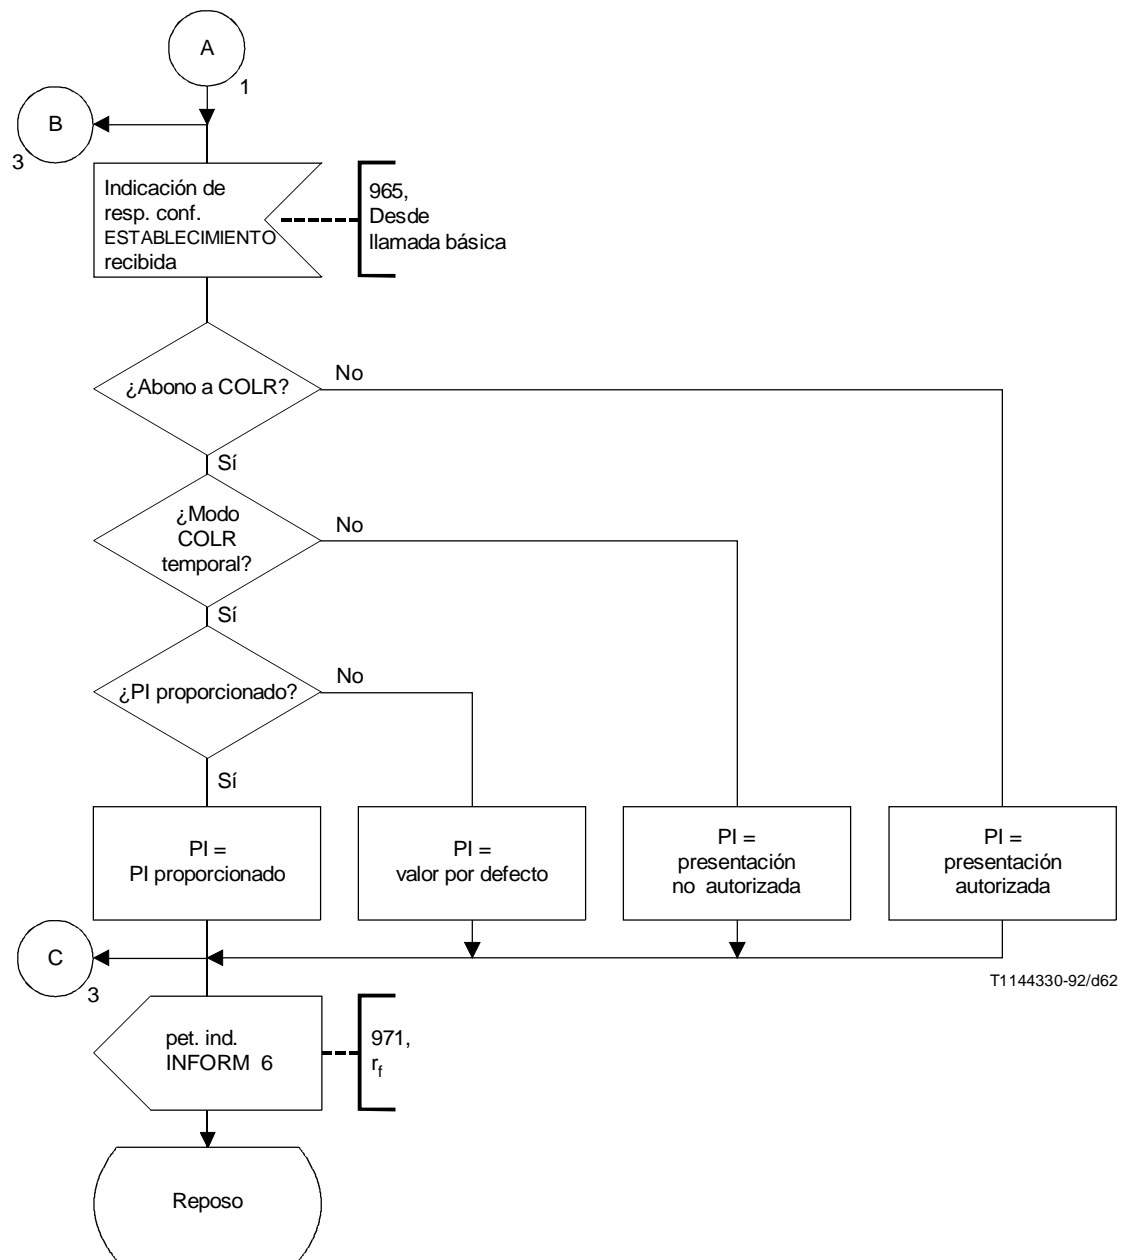 A
1
B
3
Indicación de
resp. conf.
ESTABLECIMIENTO
recibida
965,
Desde
llamada básica
¿Abono a COLR?
No
Sí
¿Modo
COLR
temporal?
No
Sí
¿PI proporcionado?
No
Sí
PI =
PI proporcionado
PI =
valor por defecto
PI =
presentación
no autorizada
PI =
presentación
autorizada
C
3
T1144330-92/d62
pet. ind.
INFORM 6
971,
rf
Reposo